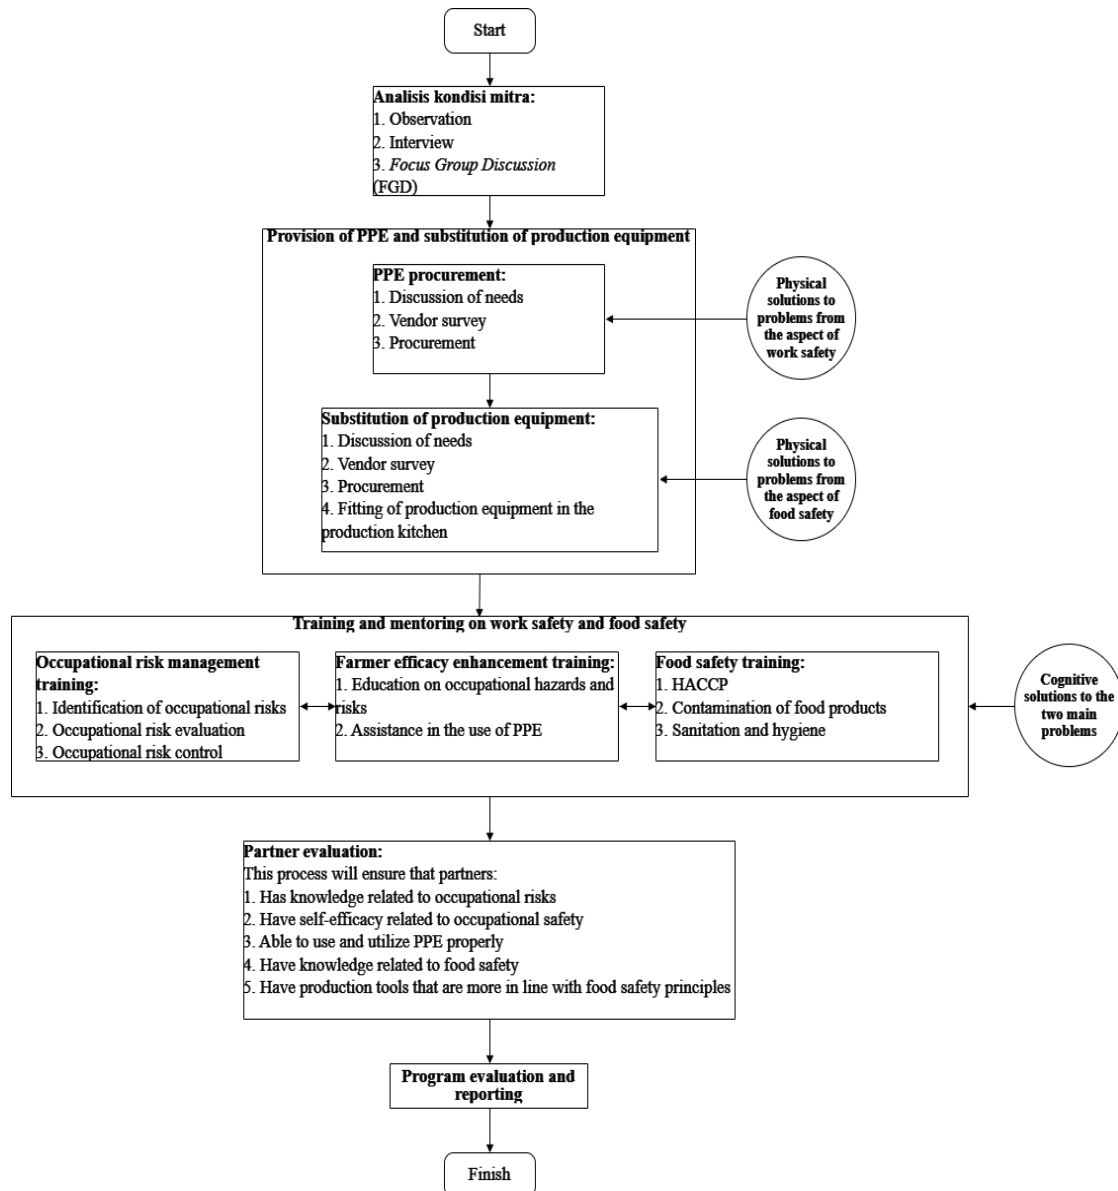 Start
Analisis kondisi mitra:
1. Observation
2. Interview
3. Focus Group Discussion
(FGD)
Provision of PPE and substitution of production equipment
PPE procurement:
1. Discussion of needs
2. Vendor survey
3. Procurement
Physical
solutions to
problems from
the aspect of
work safety
Substitution of production equipment:
1. Discussion of needs
2. Vendor survey
3. Procurement
4. Fitting of production equipment in the
production kitchen
Physical
solutions to
problems from
the aspect of
food safety
Training and mentoring on work safety and food safety
Occupational risk management
training:
1. Identification of occupational risks
2. Occupational risk evaluation
3. Occupational risk control
Farmer efficacy enhancement training:
1. Education on occupational hazards and
risks
2. Assistance in the use of PPE
Food safety training:
1. HACCP
2. Contamination of food products
3. Sanitation and hygiene
Cognitive
solutions to the
two main
problems
Partner evaluation:
This process will ensure that partners:
1. Has knowledge related to occupational risks
2. Have self-efficacy related to occupational safety
3. Able to use and utilize PPE properly
4. Have knowledge related to food safety
5. Have production tools that are more in line with food safety principles
Program evaluation and
reporting
Finish